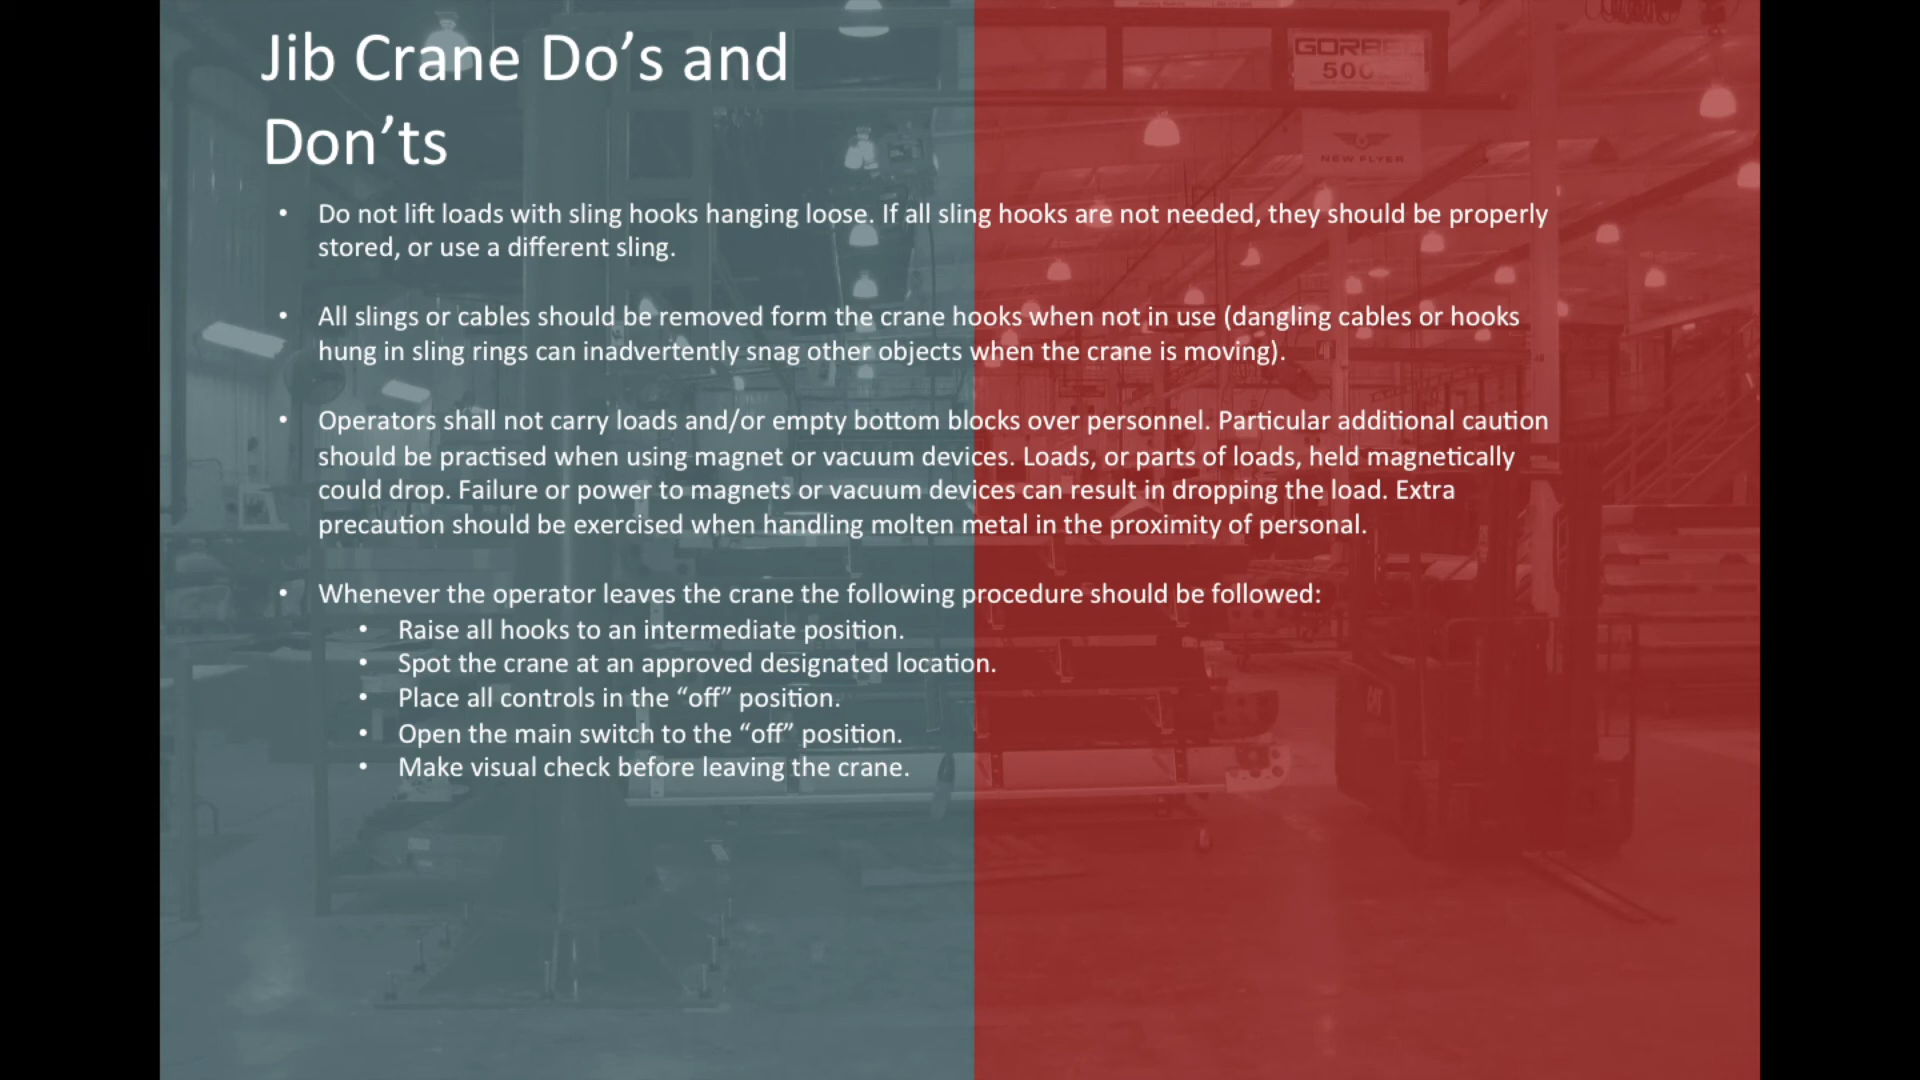 Jib Crane Do’s and
Don’ts
• Do not lift loads with sling hooks hanging loose. If all sling hooks are not needed, they should be properly
stored, or use a different sling.
• All slings or cables should be removed form the crane hooks when not in use (dangling cables or hooks
hung in sling rings can inadvertently snag other objects when the crane is moving).
• Operators shall not carry loads and/or empty bottom blocks over personnel. Particular additional caution
should be practised when using magnet or vacuum devices. Loads, or parts of loads, held magnetically
could drop. Failure or power to magnets or vacuum devices can result in dropping the load. Extra
precaution should be exercised when handling molten metal in the proximity of personal.
• Whenever the operator leaves the crane the following procedure should be followed:
• Raise all hooks to an intermediate position.
• Spot the crane at an approved designated location.
• Place all controls in the “off” position.
• Open the main switch to the “off” position.
• Make visual check before leaving the crane.
GORBEL
500
NEW FLYER